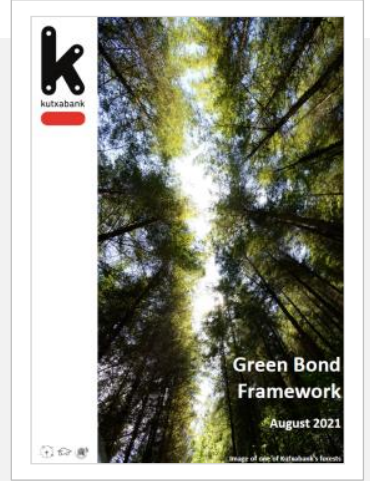 kutxabank
Green Bond
Framework
August 2021
Image of one of Kutxabank's forests